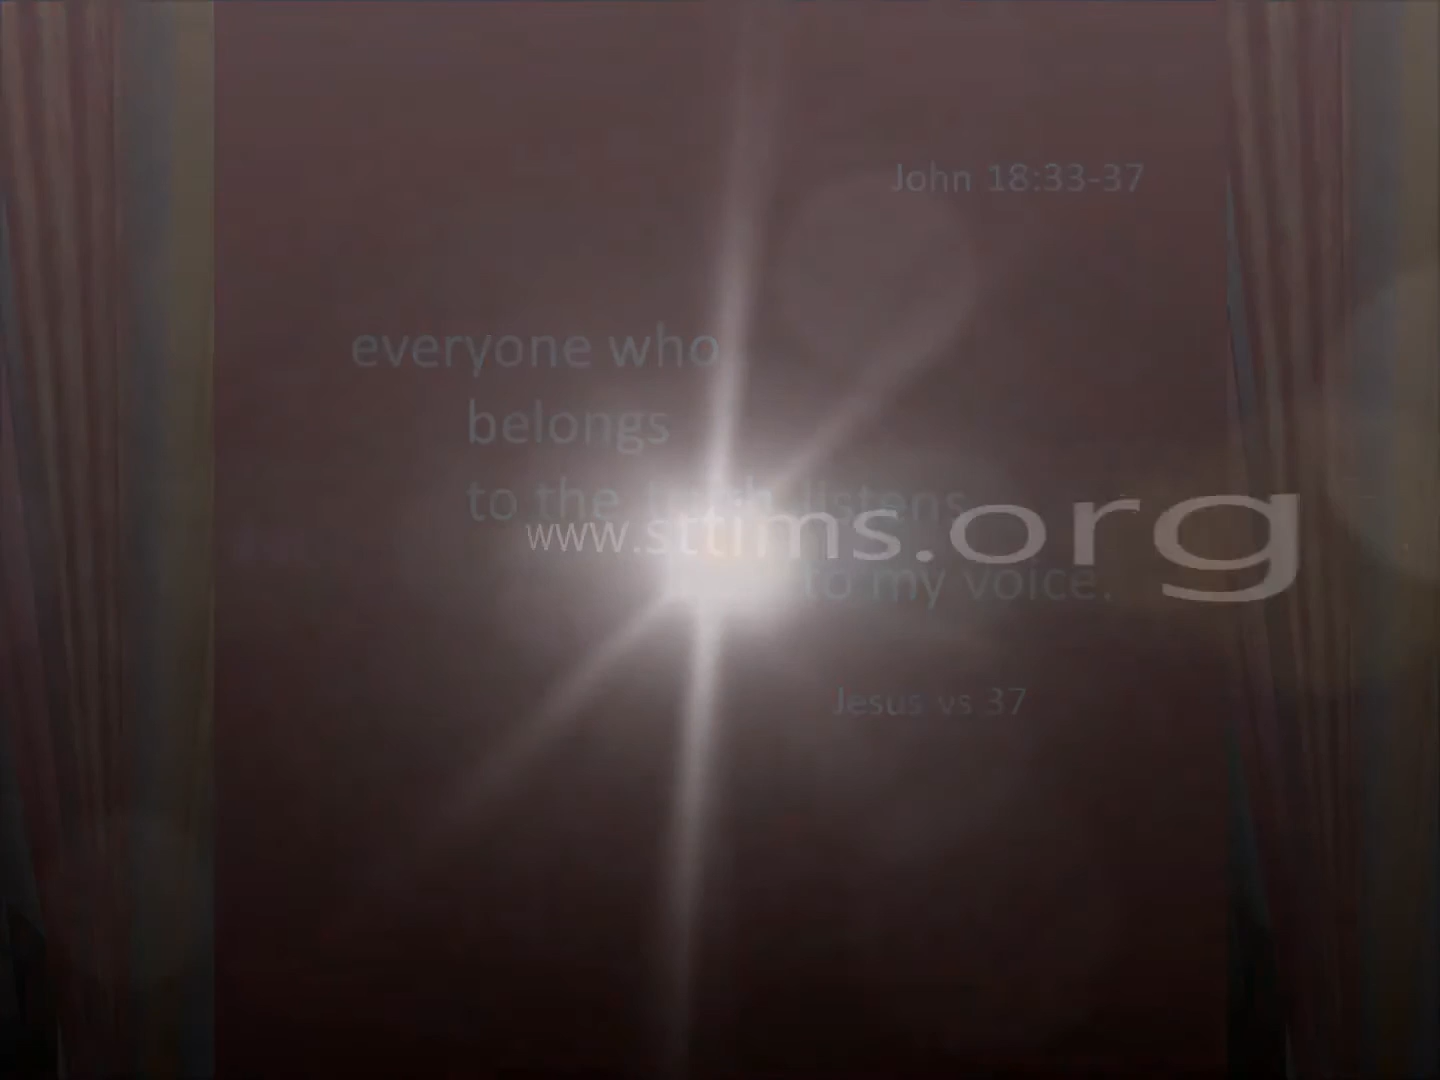 John 18:33-37
everyone who
belongs
to the truth listens
www.sttims.org
to my voice.
Jesus vs 37